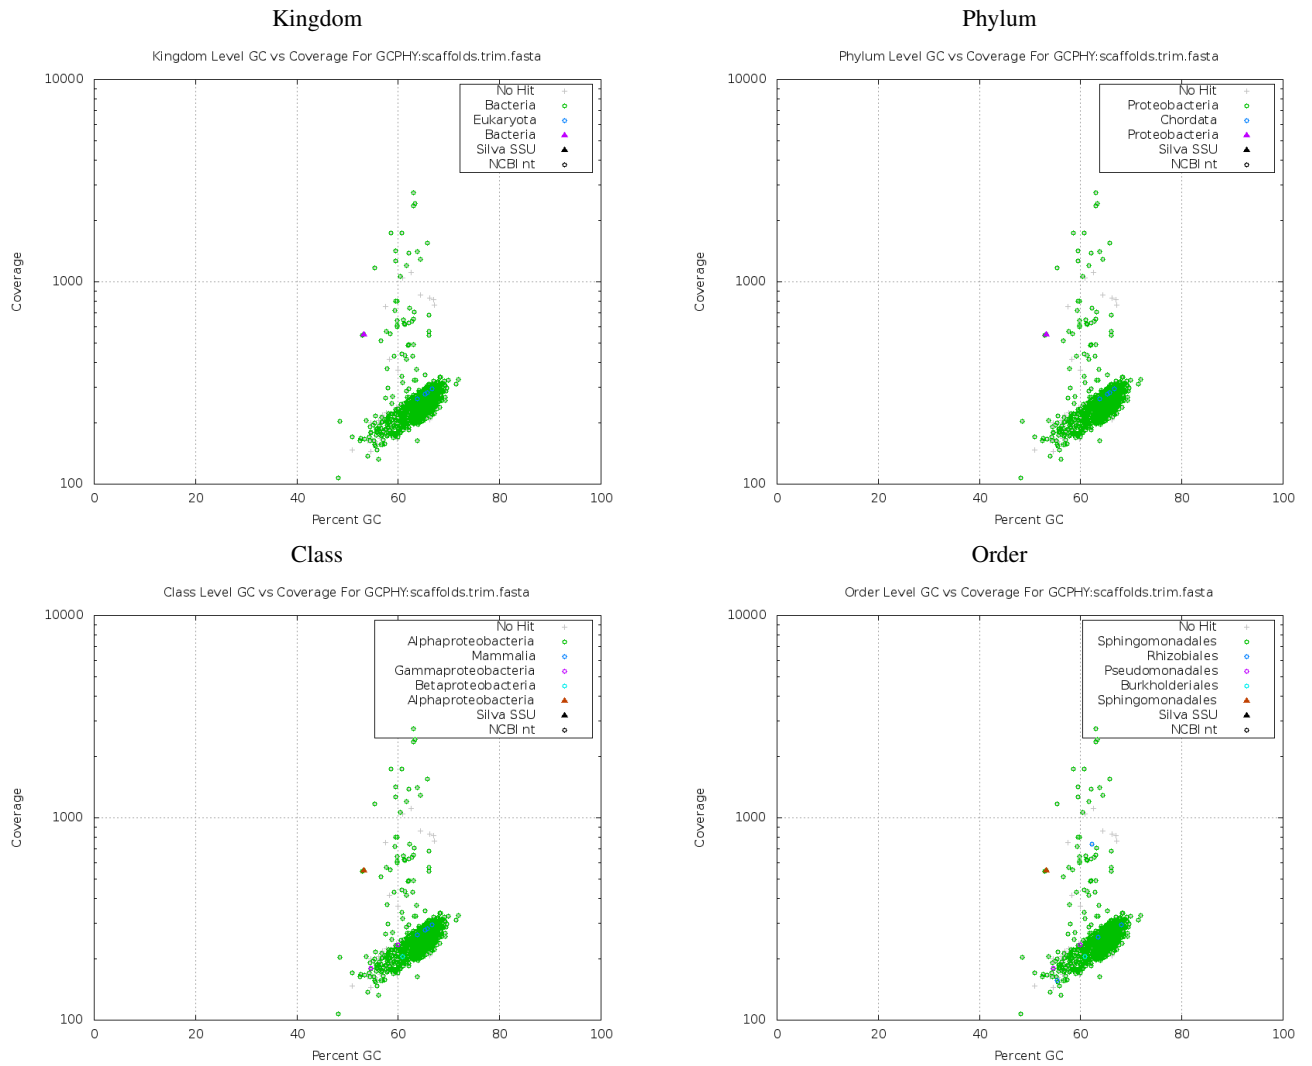 Kingdom
Kingdom Level GC vs Coverage For GCPHY:scaffolds.trim.fasta
10000
1000
100
Coverage
No Hit
Bacteria
Eukaryota
Bacteria
Silva SSU
NCBI nt
0 20 40 60 80 100
Percent GC
Phylum
Phylum Level GC vs Coverage For GCPHY:scaffolds.trim.fasta
10000
1000
100
Coverage
No Hit
Proteobacteria
Chordata
Proteobacteria
Silva SSU
NCBI nt
0 20 40 60 80 100
Percent GC
Class
Class Level GC vs Coverage For GCPHY:scaffolds.trim.fasta
10000
1000
100
Coverage
No Hit
Alphaproteobacteria
Mammalia
Gammaproteobacteria
Betaproteobacteria
Alphaproteobacteria
Silva SSU
NCBI nt
0 20 40 60 80 100
Percent GC
Order
Order Level GC vs Coverage For GCPHY:scaffolds.trim.fasta
10000
1000
100
Coverage
No Hit
Sphingomonadales
Rhizobiales
Pseudomonadales
Burkholderiales
Sphingomonadales
Silva SSU
NCBI nt
0 20 40 60 80 100
Percent GC